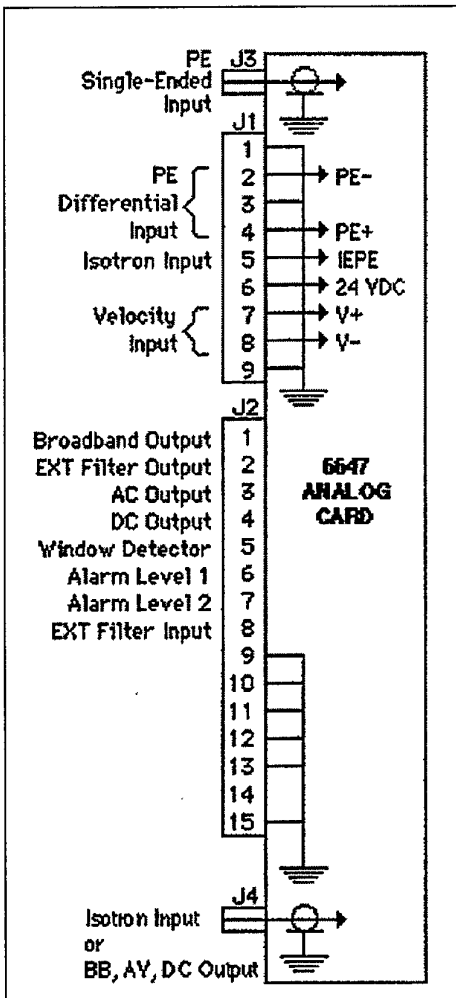 PE
Single-Ended
Input
J3
J1
1
PE
Differential
Input
2
3
4
PE-
PE+
Isotron Input
5
IEPE
6
24 VDC
Velocity
Input
7
8
V+
V-
9
J2
Broadband Output
1
EXT Filter Output
2
AC Output
3
DC Output
4
Window Detector
5
Alarm Level 1
6
Alarm Level 2
7
EXT Filter Input
8
9
10
11
12
13
14
15
6647
ANALOG
CARD
J4
Isotron Input
or
BB, AV, DC Output